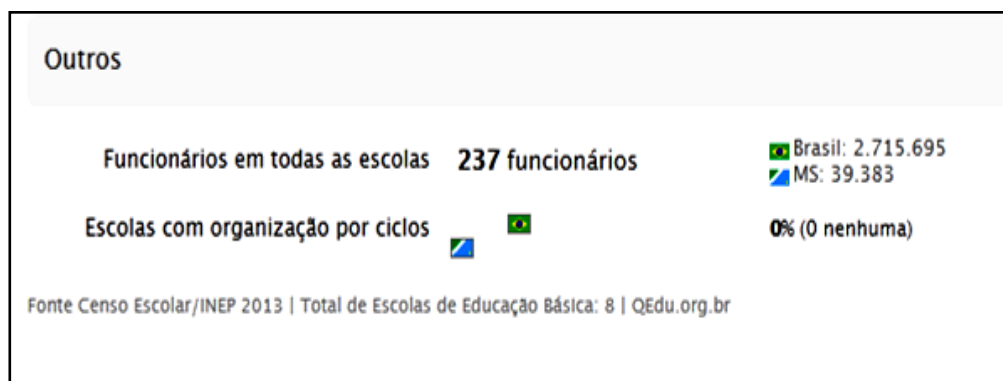 Outros
Funcionários em todas as escolas 237 funcionários Brasil: 2.715.695
MS: 39.383
Escolas com organização por ciclos 0% (0 nenhuma)
Fonte Censo Escolar/INEP 2013 | Total de Escolas de Educação Básica: 8 | QEdu.org.br